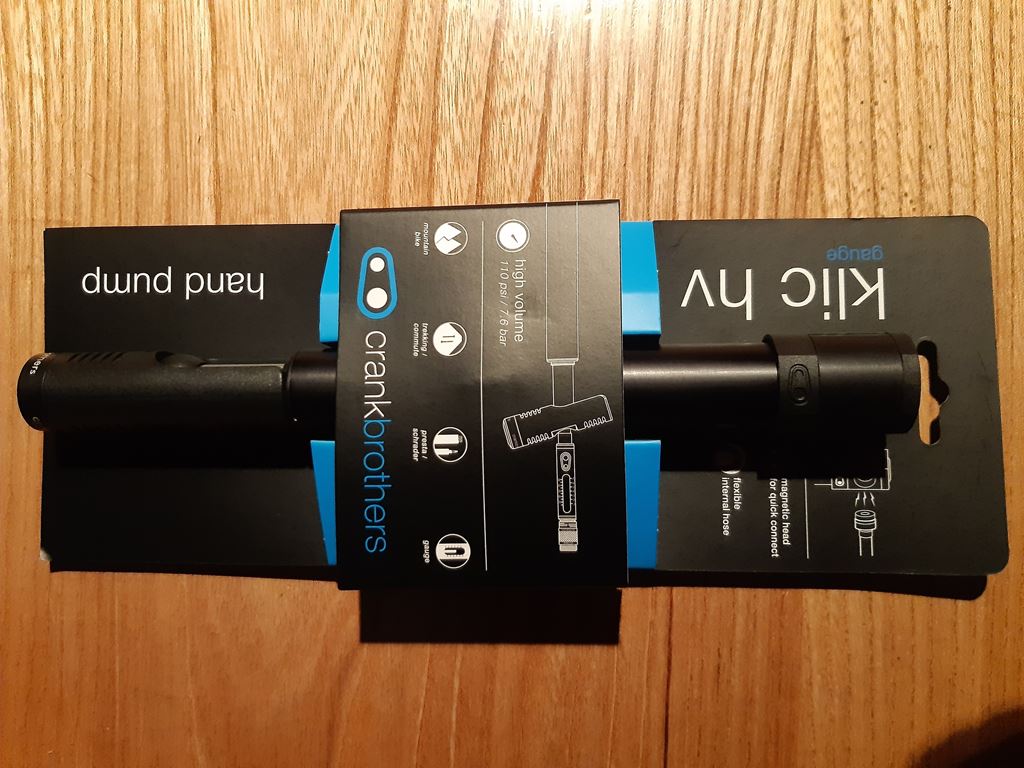 klic hv
gauge
hand pump
crankbrothers
mountain
bike
trekking /
commute
presta /
schrader
gauge
high volume
110 psi / 7.6 bar
flexible
internal hose
magnetic head
for quick connect